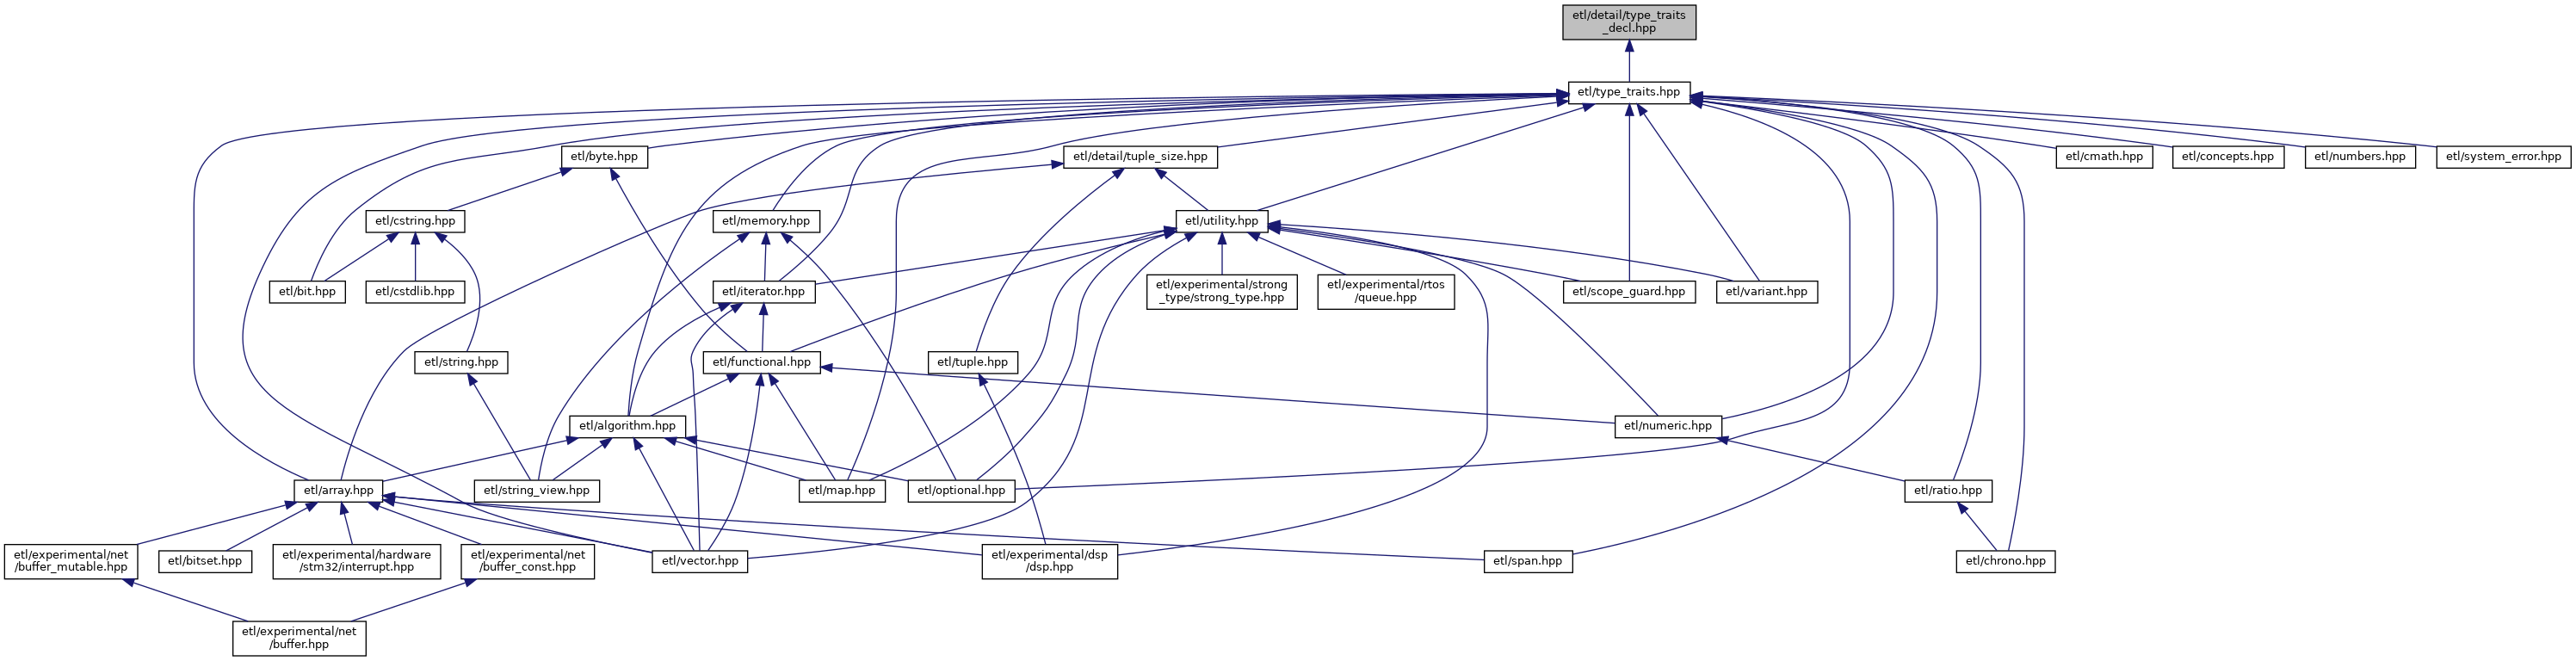 etl/detail/type_traits
_decl.hpp
etl/type_traits.hpp
etl/byte.hpp
etl/detail/tuple_size.hpp
etl/cmath.hpp
etl/concepts.hpp
etl/numbers.hpp
etl/system_error.hpp
etl/cstring.hpp
etl/memory.hpp
etl/utility.hpp
etl/bit.hpp
etl/cstdlib.hpp
etl/iterator.hpp
etl/experimental/strong
_type/strong_type.hpp
etl/experimental/rtos
/queue.hpp
etl/scope_guard.hpp
etl/variant.hpp
etl/string.hpp
etl/functional.hpp
etl/tuple.hpp
etl/algorithm.hpp
etl/numeric.hpp
etl/array.hpp
etl/string_view.hpp
etl/map.hpp
etl/optional.hpp
etl/ratio.hpp
etl/experimental/net
/buffer_mutable.hpp
etl/bitset.hpp
etl/experimental/hardware
/stm32/interrupt.hpp
etl/experimental/net
/buffer_const.hpp
etl/vector.hpp
etl/experimental/dsp
/dsp.hpp
etl/span.hpp
etl/chrono.hpp
etl/experimental/net
/buffer.hpp